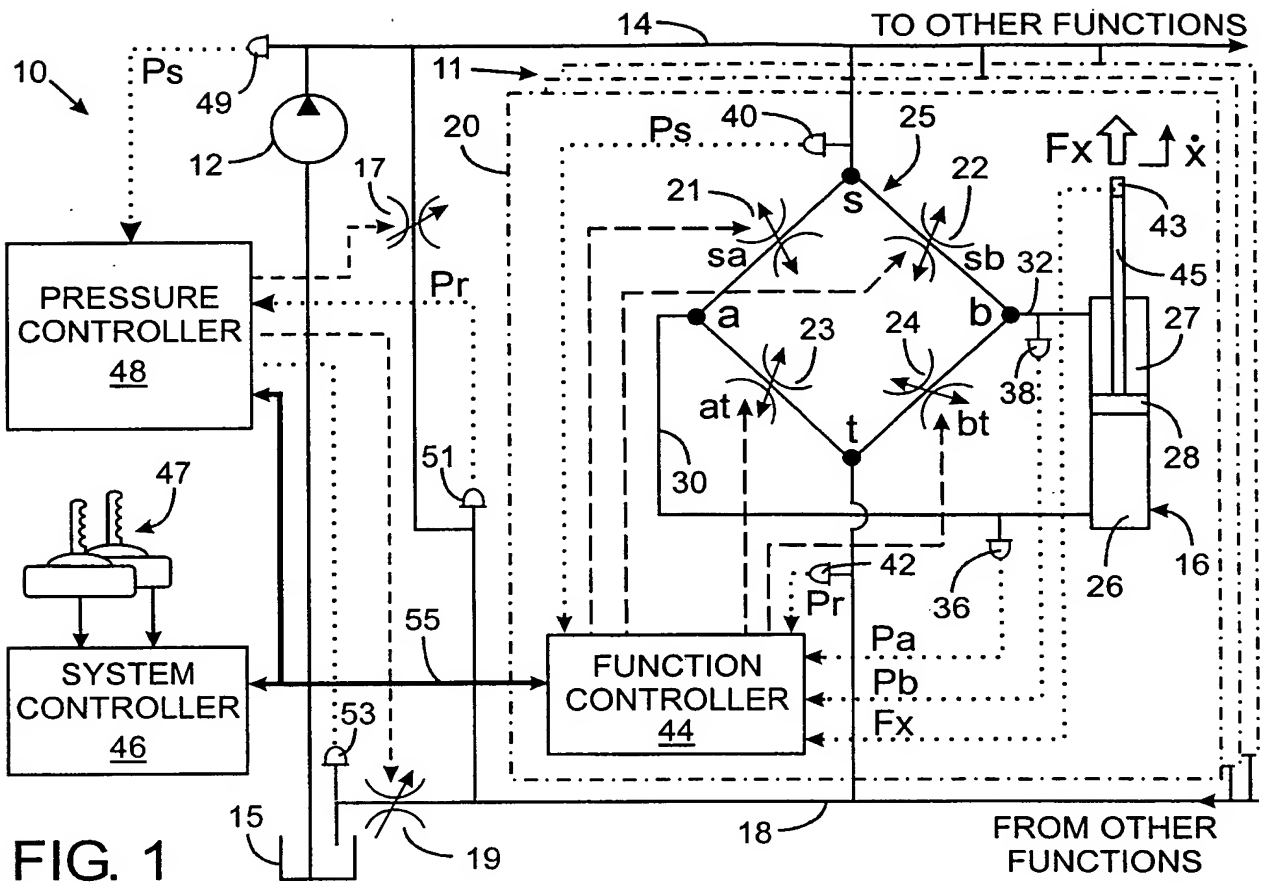 14
TO OTHER FUNCTIONS
10
Ps
49
11
12
20
40
Ps
25
Fx
ẋ
17
21
22
s
43
sa
sb
32
45
PRESSURE
CONTROLLER
48
Pr
a
b
27
23
24
38
at
t
bt
28
47
51
30
26
16
42
36
Pr
SYSTEM
CONTROLLER
46
55
FUNCTION
CONTROLLER
44
Pa
Pb
Fx
53
15
19
18
FROM OTHER
FUNCTIONS
FIG. 1